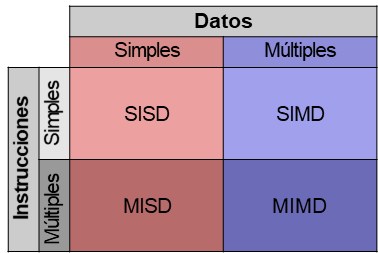 Datos
Simples
Múltiples
Instrucciones
Simples
SISD
SIMD
Múltiples
MISD
MIMD